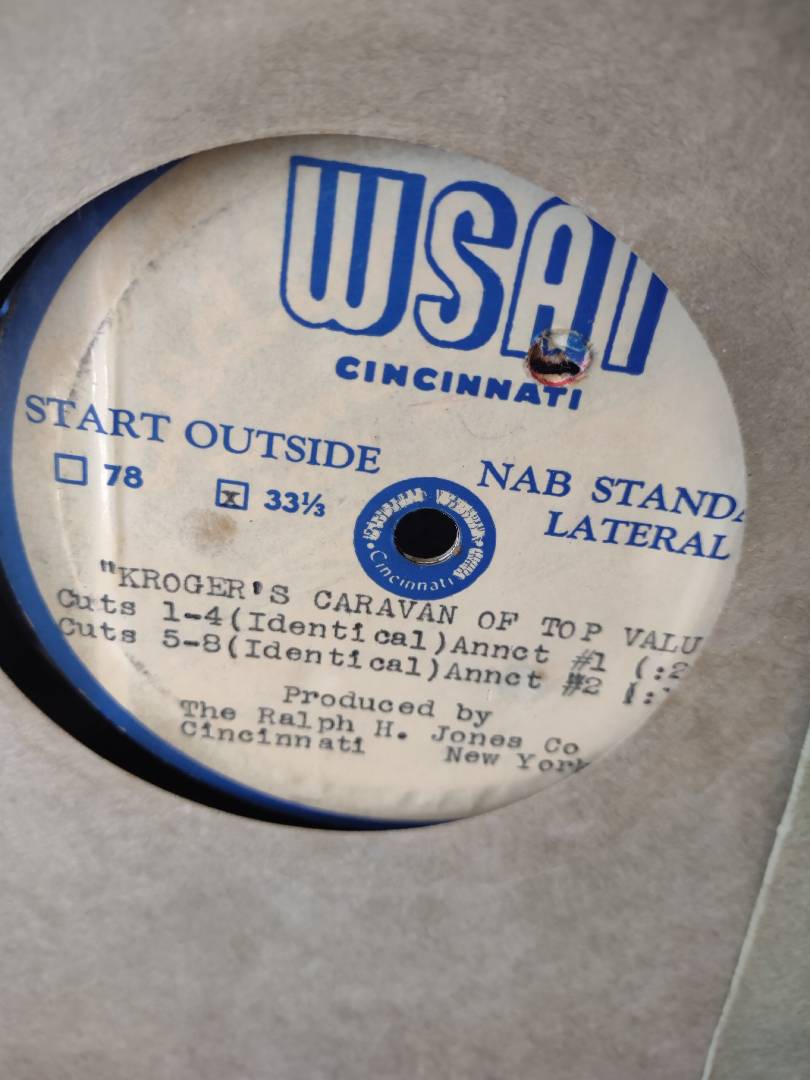 WSAI
CINCINNATI
START OUTSIDE
NAB STANDA
☐ 78 ☒ 33⅓
LATERAL
Cincinnati
"KROGER'S CARAVAN OF TOP VALU
Cuts 1-4(Identical)Annct #1 (:2
Cuts 5-8(Identical)Annct #2 (:
Produced by
The Ralph H. Jones Co
Cincinnati New York